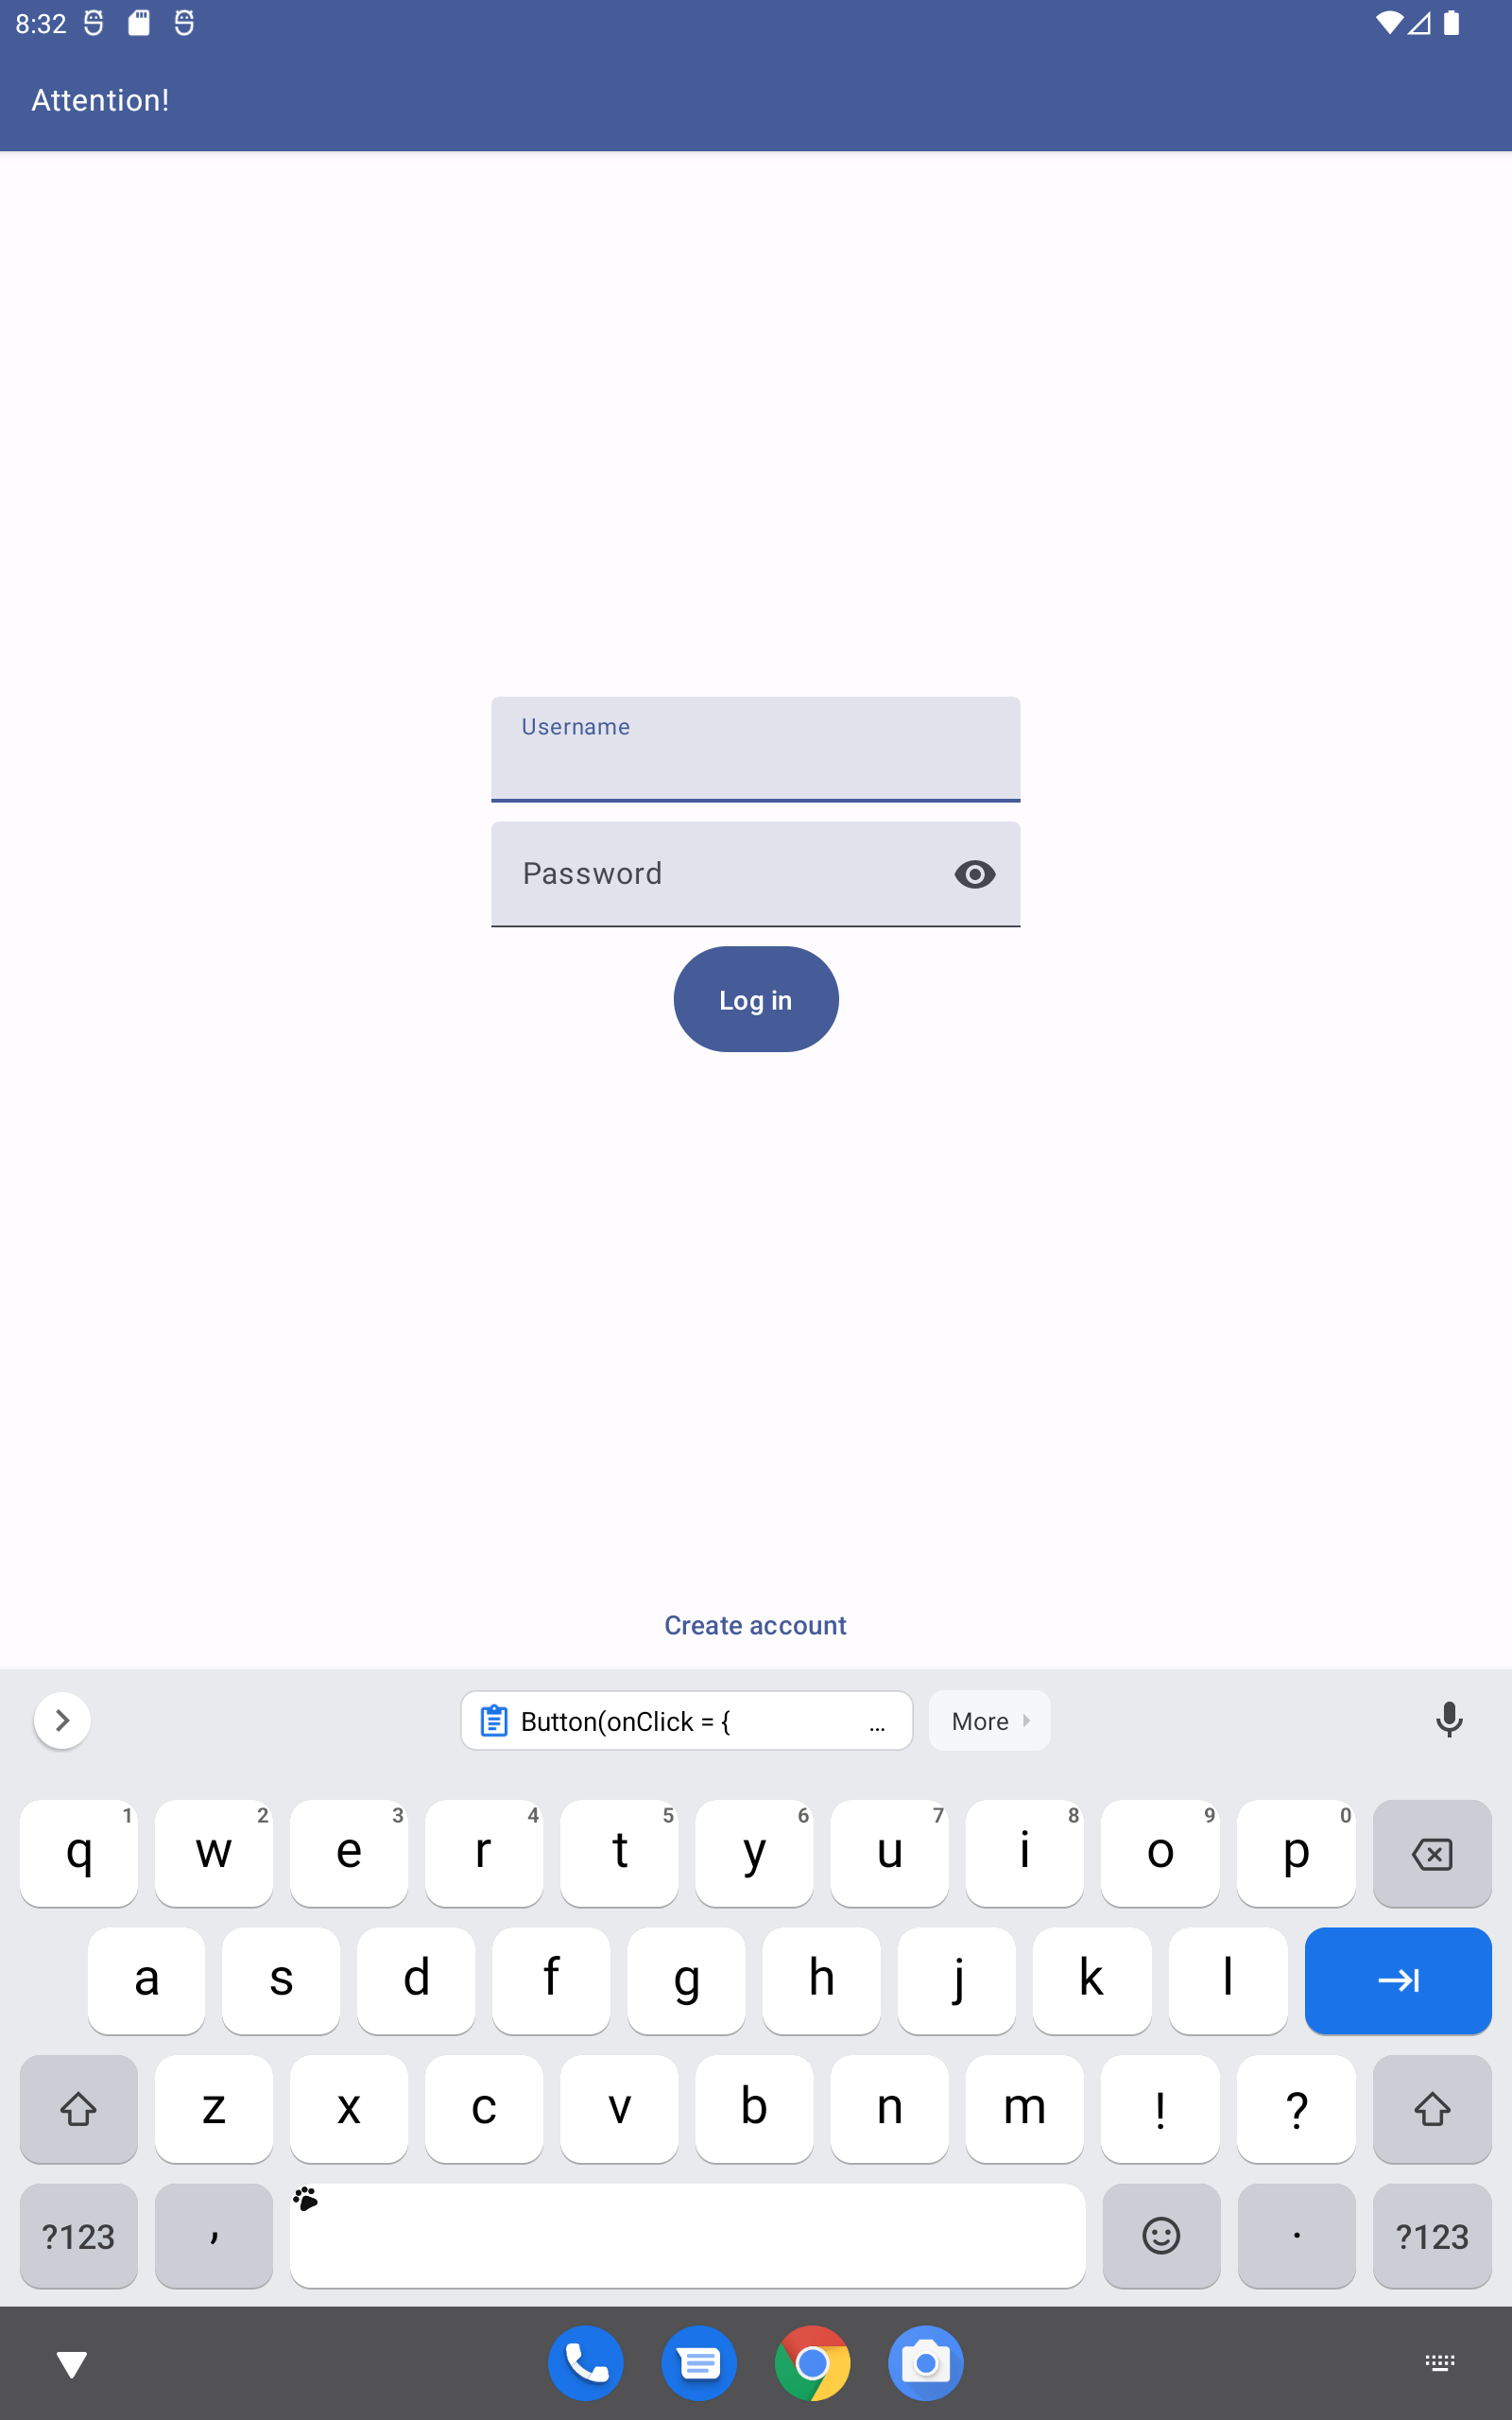 8:32
Attention!
Username
Password
Log in
Create account
Button(onClick = { ...
More
q 1 w 2 e 3 r 4 t 5 y 6 u 7 i 8 o 9 p 0
a s d f g h j k l
z x c v b n m ! ?
?123 , . ?123